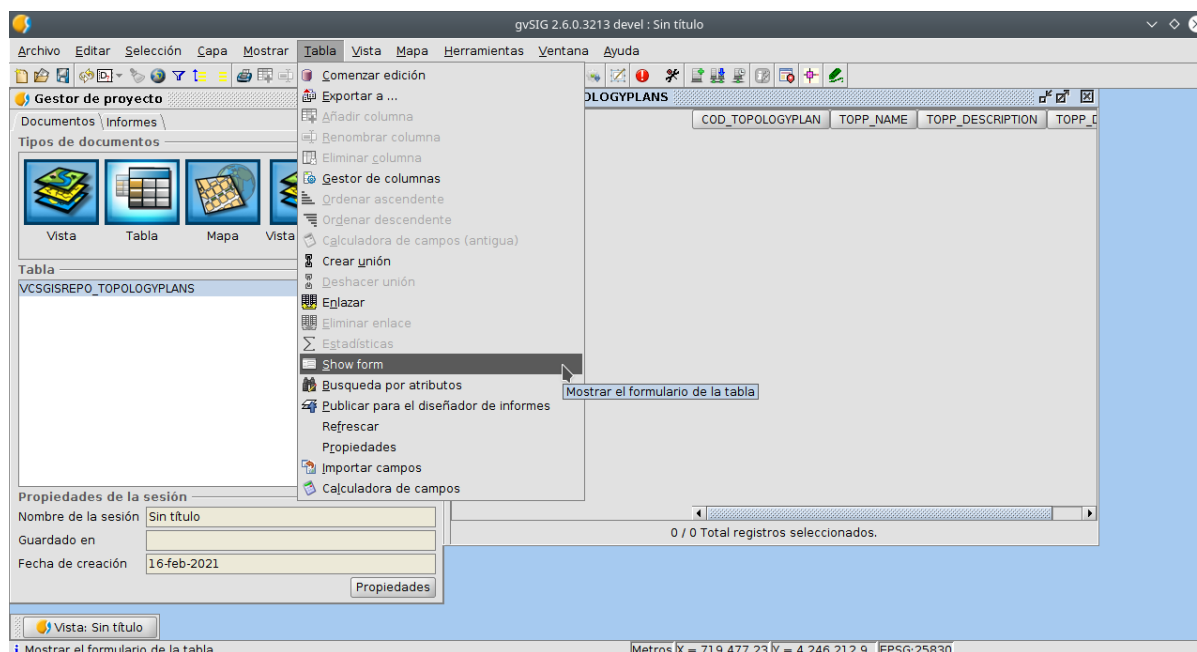 gvSIG 2.6.0.3213 devel : Sin título
Archivo Editar Selección Capa Mostrar Tabla Vista Mapa Herramientas Ventana Ayuda
Gestor de proyecto
Documentos Informes
Tipos de documentos
Vista Tabla Mapa Vista
Tabla
VCSGISREPO_TOPOLOGYPLANS
Propiedades de la sesión
Nombre de la sesión Sin título
Guardado en
Fecha de creación 16-feb-2021
Propiedades
Comenzar edición
Exportar a ...
Añadir columna
Renombrar columna
Eliminar columna
Gestor de columnas
Ordenar ascendente
Ordenar descendente
Calculadora de campos (antigua)
Crear unión
Deshacer unión
Enlazar
Eliminar enlace
Estadísticas
Show form
Busqueda por atributos
Publicar para el diseñador de informes
Refrescar
Propiedades
Importar campos
Calculadora de campos
Mostrar el formulario de la tabla
OLOGYPLANS
COD_TOPOLOGYPLAN TOPP_NAME TOPP_DESCRIPTION TOPP_D
0 / 0 Total registros seleccionados.
Vista: Sin título
Mostrar el formulario de la tabla
Metros X = 719.477,23 Y = 4.246.212,9 EPSG:25830